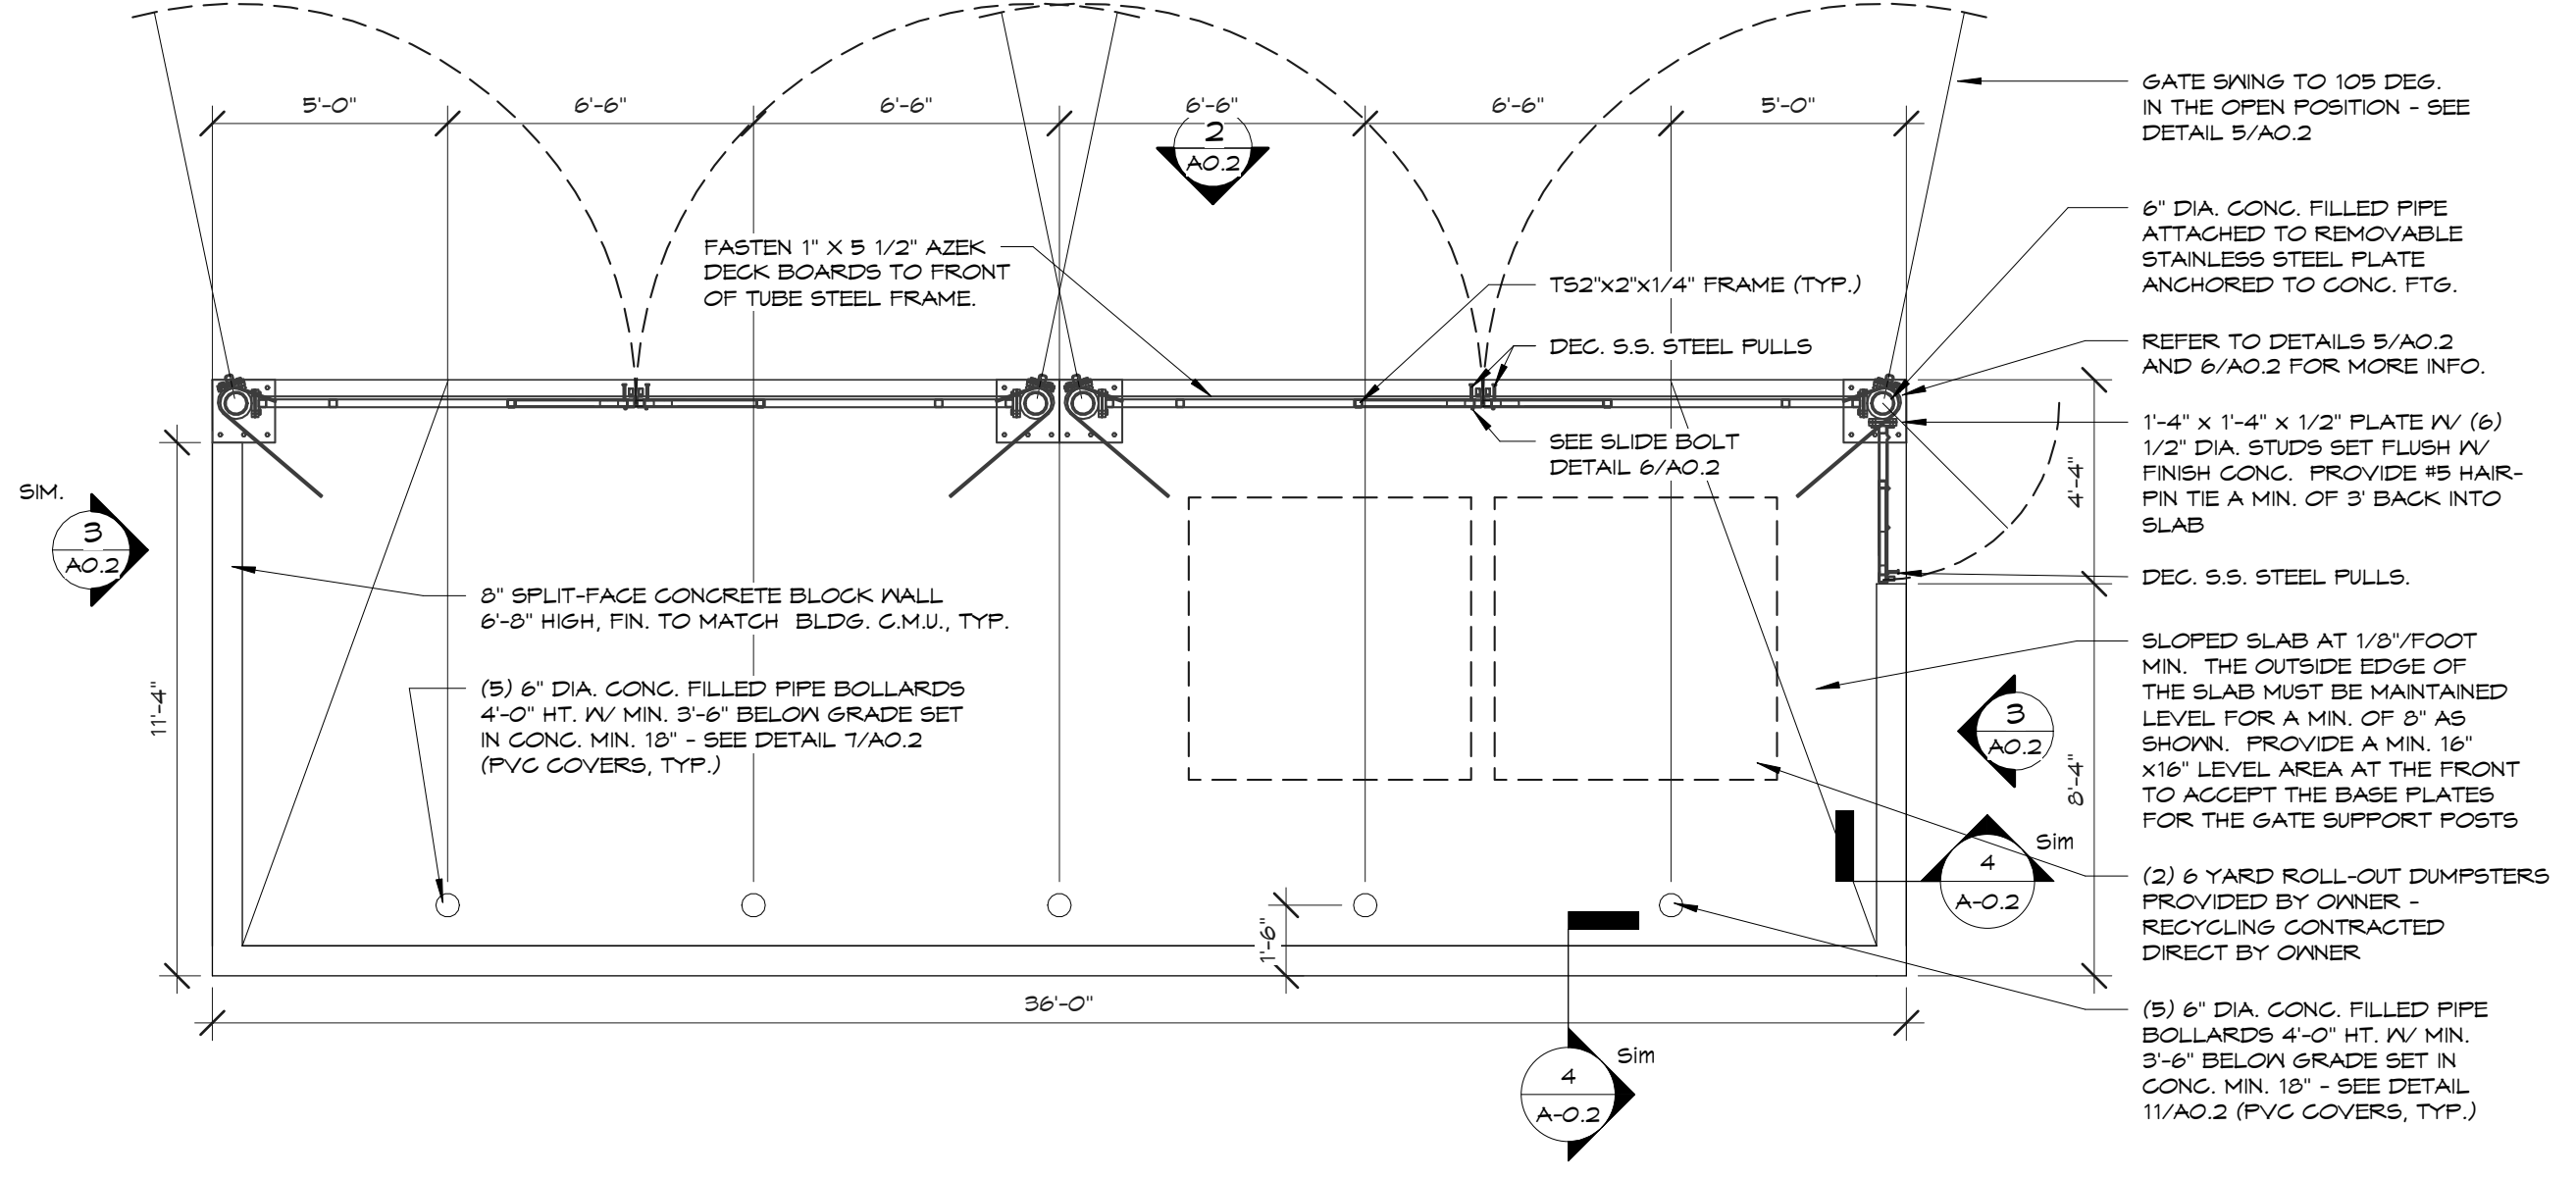 5'-0"
6'-6"
6'-6"
6'-6"
6'-6"
5'-0"
2
A0.2
GATE SWING TO 105 DEG.
IN THE OPEN POSITION - SEE
DETAIL 5/A0.2
6" DIA. CONC. FILLED PIPE
ATTACHED TO REMOVABLE
STAINLESS STEEL PLATE
ANCHORED TO CONC. FTG.
FASTEN 1" X 5 1/2" AZEK
DECK BOARDS TO FRONT
OF TUBE STEEL FRAME.
TS2"x2"x1/4" FRAME (TYP.)
DEC. S.S. STEEL PULLS
REFER TO DETAILS 5/A0.2
AND 6/A0.2 FOR MORE INFO.
SEE SLIDE BOLT
DETAIL 6/A0.2
1'-4" x 1'-4" x 1/2" PLATE W/ (6)
1/2" DIA. STUDS SET FLUSH W/
FINISH CONC.  PROVIDE #5 HAIR-
PIN TIE A MIN. OF 3' BACK INTO
SLAB
4'-4"
SIM.
3
A0.2
DEC. S.S. STEEL PULLS.
8" SPLIT-FACE CONCRETE BLOCK WALL
6'-8" HIGH, FIN. TO MATCH  BLDG. C.M.U., TYP.
(5) 6" DIA. CONC. FILLED PIPE BOLLARDS
4'-0" HT. W/ MIN. 3'-6" BELOW GRADE SET
IN CONC. MIN. 18" - SEE DETAIL 7/A0.2
(PVC COVERS, TYP.)
11'-4"
SLOPED SLAB AT 1/8"/FOOT
MIN.  THE OUTSIDE EDGE OF
THE SLAB MUST BE MAINTAINED
LEVEL FOR A MIN. OF 8" AS
SHOWN.  PROVIDE A MIN. 16"
x16" LEVEL AREA AT THE FRONT
TO ACCEPT THE BASE PLATES
FOR THE GATE SUPPORT POSTS
3
A0.2
8'-4"
Sim
4
A-0.2
(2) 6 YARD ROLL-OUT DUMPSTERS
PROVIDED BY OWNER -
RECYCLING CONTRACTED
DIRECT BY OWNER
1'-6"
36'-0"
(5) 6" DIA. CONC. FILLED PIPE
BOLLARDS 4'-0" HT. W/ MIN.
3'-6" BELOW GRADE SET IN
CONC. MIN. 18" - SEE DETAIL
11/A0.2 (PVC COVERS, TYP.)
Sim
4
A-0.2